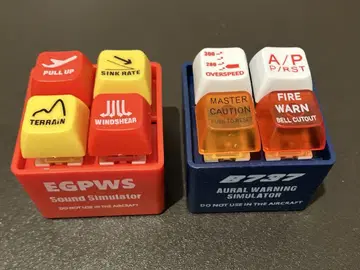 PULL UP
SINK RATE
TERRAIN
WINDSHEAR
EGPWS
Sound Simulator
DO NOT USE IN THE AIRCRAFT
OVERSPEED
A/P
P/RST
MASTER
CAUTION
FIRE
WARN
BELL CUTOUT
B737
AURAL WARNING
SIMULATOR
DO NOT USE IN THE AIRCRAFT